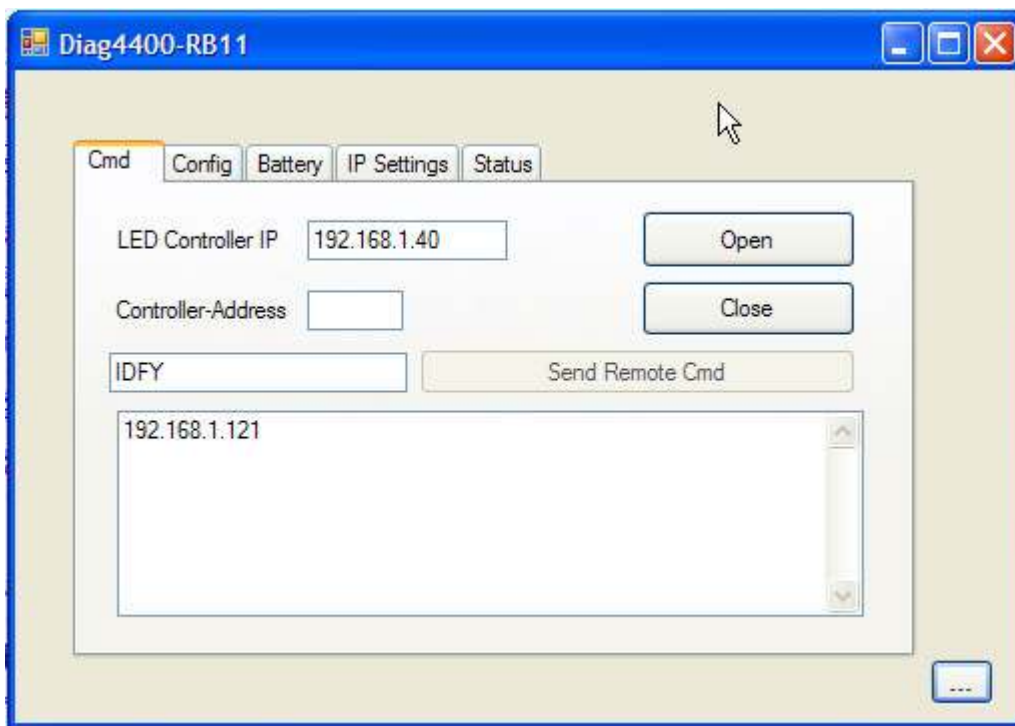 Diag4400-RB11
Cmd Config Battery IP Settings Status
LED Controller IP 192.168.1.40 Open
Controller-Address Close
IDFY Send Remote Cmd
192.168.1.121
...